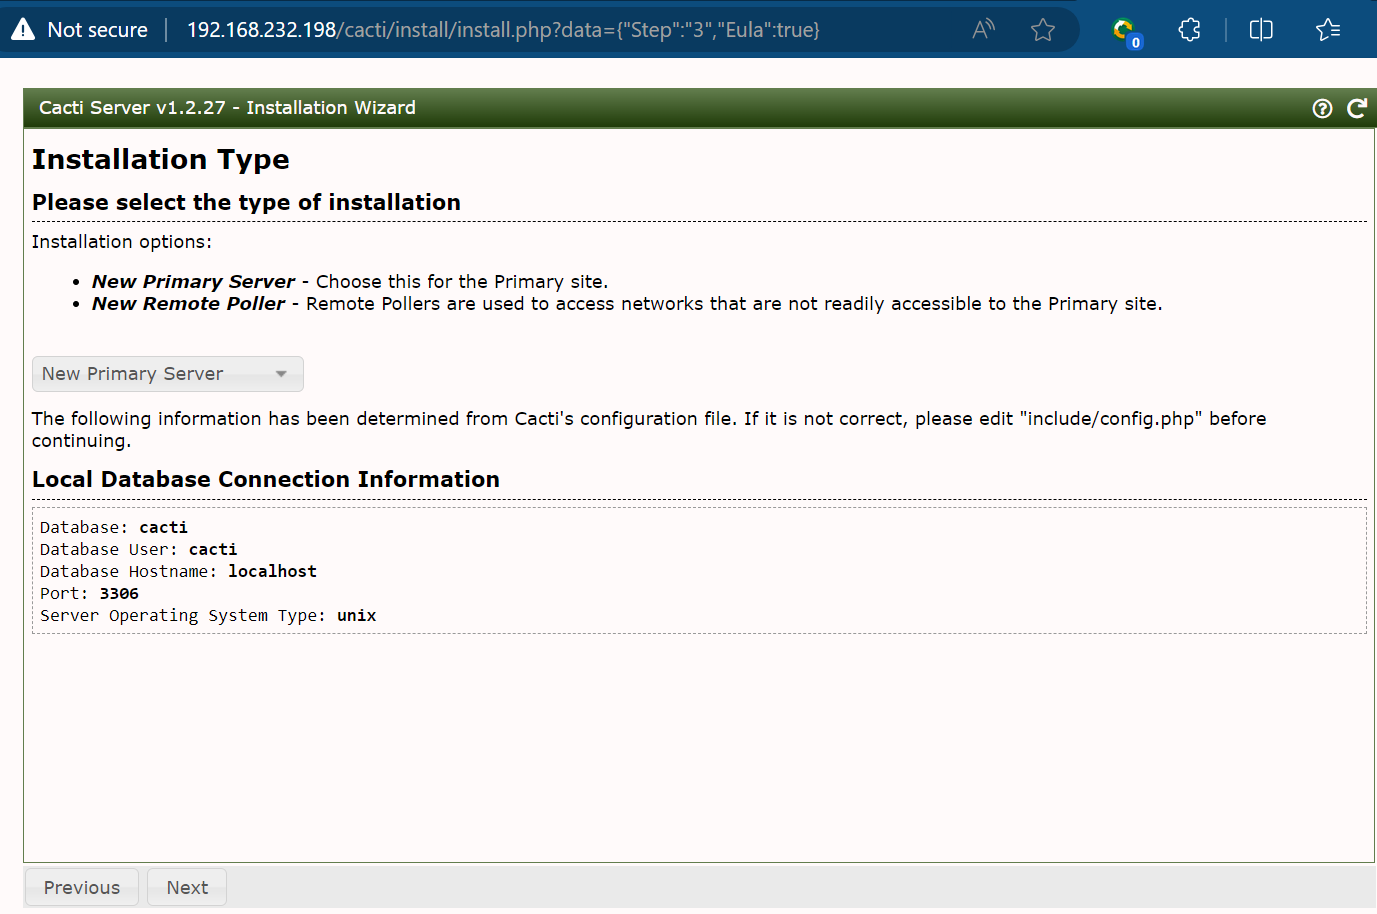 Not secure
192.168.232.198/cacti/install/install.php?data={"Step":"3","Eula":true}
A
0
Cacti Server v1.2.27 - Installation Wizard
Installation Type
Please select the type of installation
Installation options:
• New Primary Server - Choose this for the Primary site.
• New Remote Poller - Remote Pollers are used to access networks that are not readily accessible to the Primary site.
New Primary Server
The following information has been determined from Cacti's configuration file. If it is not correct, please edit "include/config.php" before
continuing.
Local Database Connection Information
Database: cacti
Database User: cacti
Database Hostname: localhost
Port: 3306
Server Operating System Type: unix
Previous
Next